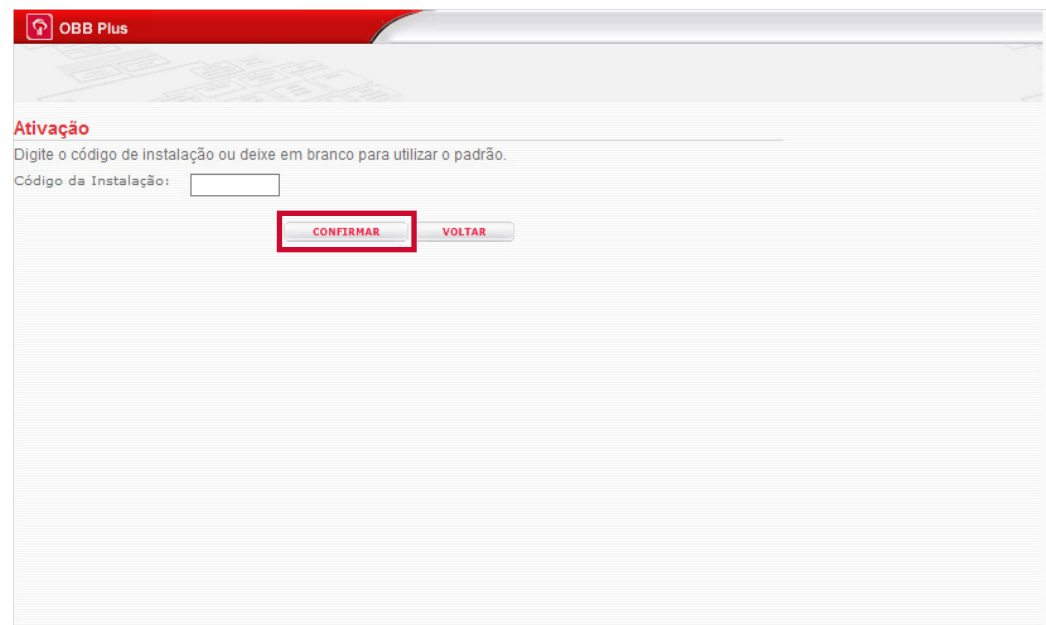 OBB Plus
Ativação
Digite o código de instalação ou deixe em branco para utilizar o padrão.
Código da Instalação:
CONFIRMAR VOLTAR